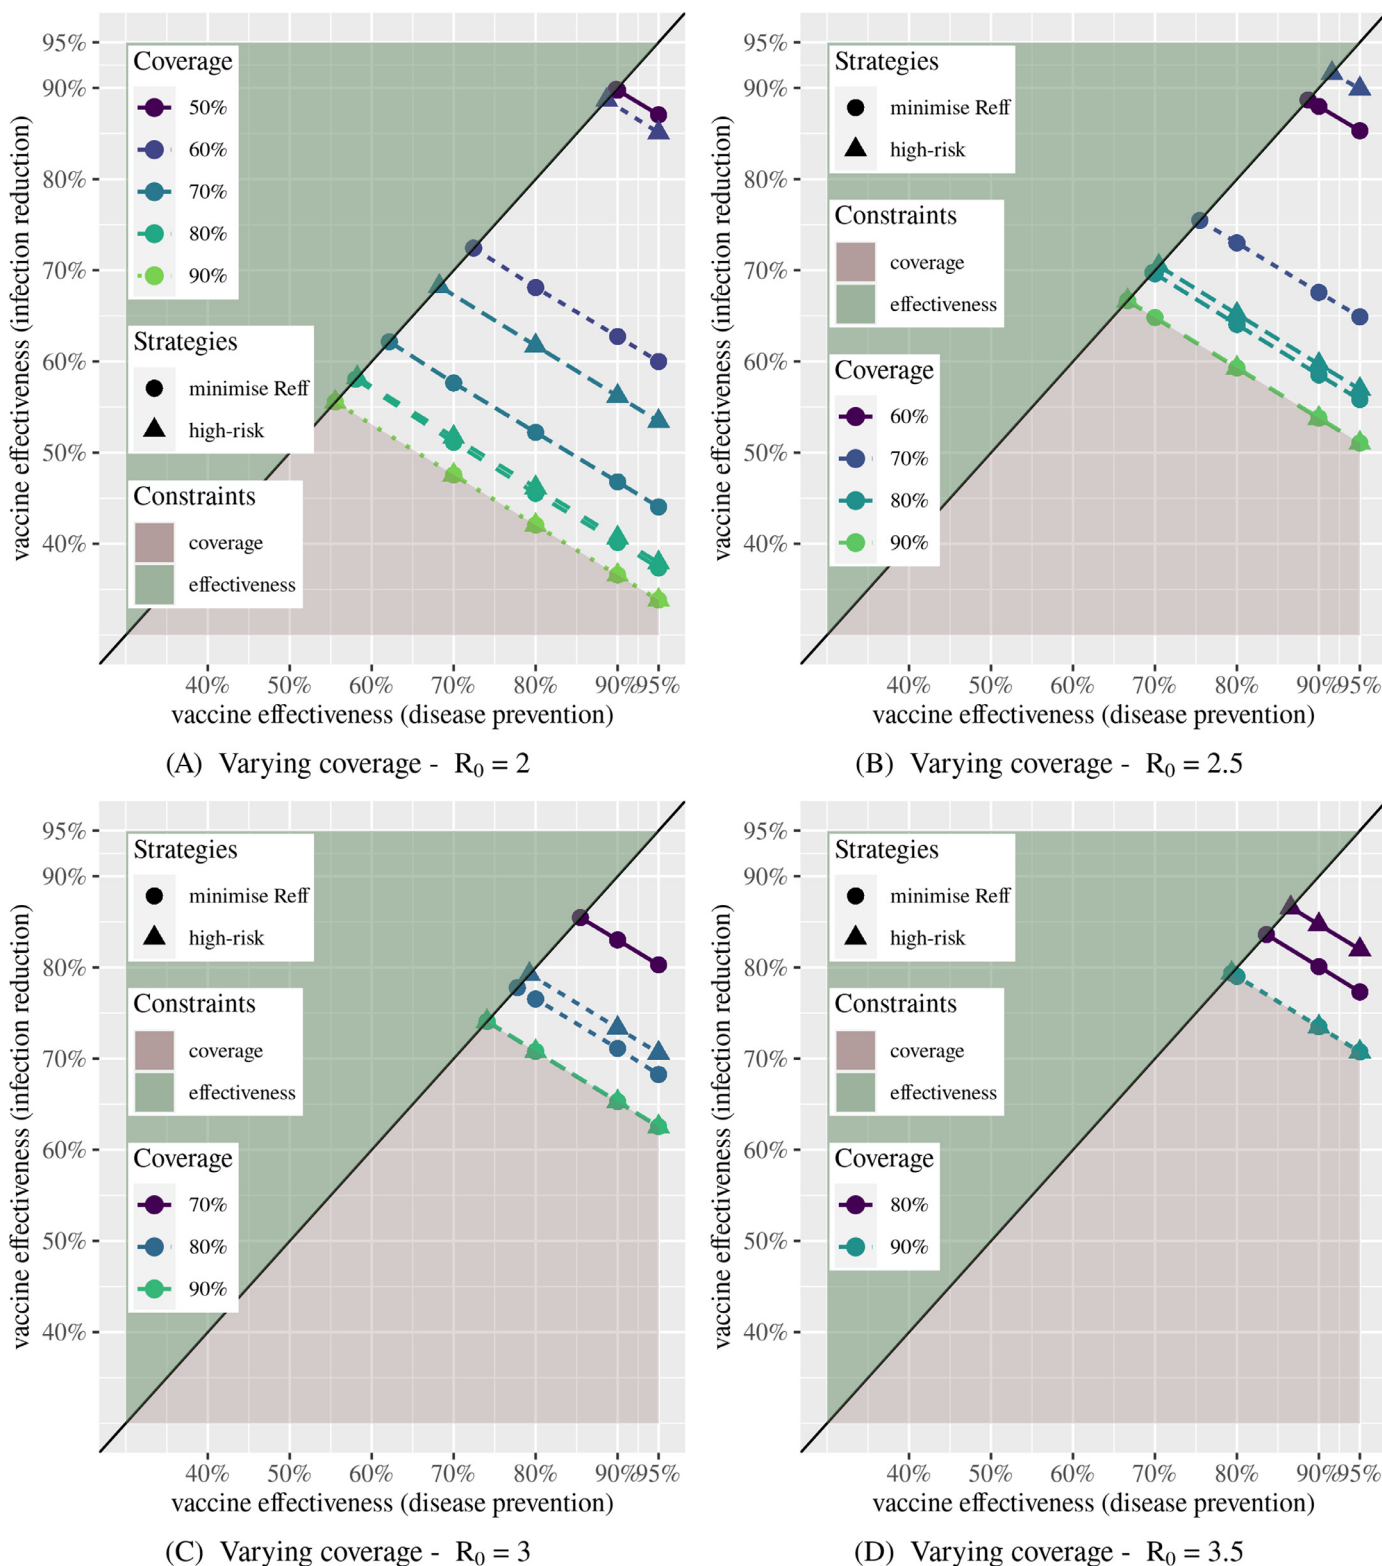 95%
90%
80%
70%
60%
50%
40%
vaccine effectiveness (infection reduction)
Coverage
50%
60%
70%
80%
90%
Strategies
minimise Reff
high-risk
Constraints
coverage
effectiveness
40% 50% 60% 70% 80% 90% 95%
vaccine effectiveness (disease prevention)
(A) Varying coverage - R₀ = 2
95%
90%
80%
70%
60%
50%
40%
vaccine effectiveness (infection reduction)
Strategies
minimise Reff
high-risk
Constraints
coverage
effectiveness
Coverage
60%
70%
80%
90%
40% 50% 60% 70% 80% 90% 95%
vaccine effectiveness (disease prevention)
(B) Varying coverage - R₀ = 2.5
95%
90%
80%
70%
60%
50%
40%
vaccine effectiveness (infection reduction)
Strategies
minimise Reff
high-risk
Constraints
coverage
effectiveness
Coverage
70%
80%
90%
40% 50% 60% 70% 80% 90% 95%
vaccine effectiveness (disease prevention)
(C) Varying coverage - R₀ = 3
95%
90%
80%
70%
60%
50%
40%
vaccine effectiveness (infection reduction)
Strategies
minimise Reff
high-risk
Constraints
coverage
effectiveness
Coverage
80%
90%
40% 50% 60% 70% 80% 90% 95%
vaccine effectiveness (disease prevention)
(D) Varying coverage - R₀ = 3.5